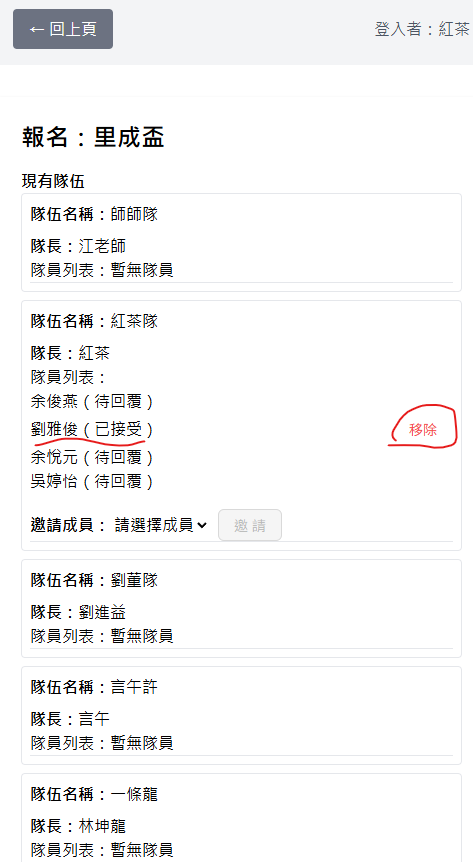 ← 回上頁
登入者：紅茶
報名：里成盃
現有隊伍
隊伍名稱：師師隊
隊長：江老師
隊員列表：暫無隊員
隊伍名稱：紅茶隊
隊長：紅茶
隊員列表：
余俊燕（待回覆）
劉雅俊（已接受）
移除
余悅元（待回覆）
吳婷怡（待回覆）
邀請成員： 請選擇成員 邀 請
隊伍名稱：劉董隊
隊長：劉進益
隊員列表：暫無隊員
隊伍名稱：言午許
隊長：言午
隊員列表：暫無隊員
隊伍名稱：一條龍
隊長：林坤龍
隊員列表：暫無隊員